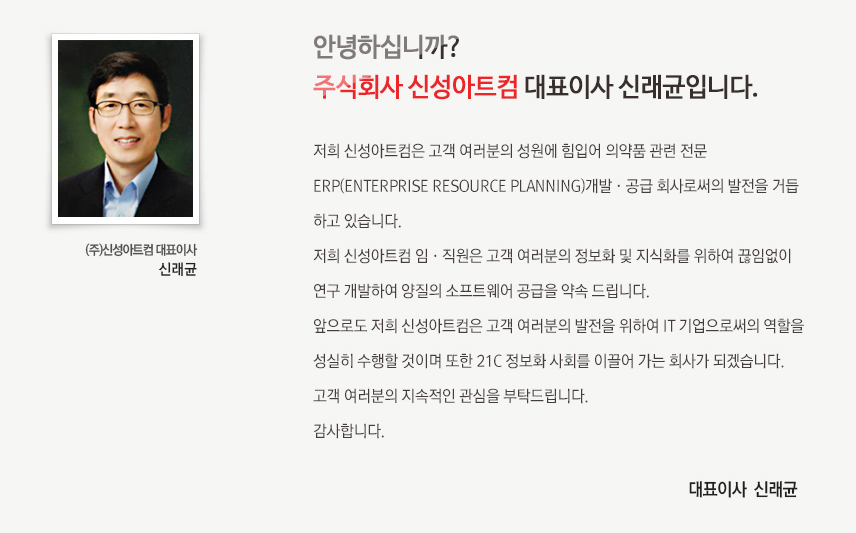 안녕하십니까?
주식회사 신성아트컴 대표이사 신래균입니다.
저희 신성아트컴은 고객 여러분의 성원에 힘입어 의약품 관련 전문
ERP(ENTERPRISE RESOURCE PLANNING)개발 · 공급 회사로써의 발전을 거듭
하고 있습니다.
저희 신성아트컴 임 · 직원은 고객 여러분의 정보화 및 지식화를 위하여 끊임없이
연구 개발하여 양질의 소프트웨어 공급을 약속 드립니다.
앞으로도 저희 신성아트컴은 고객 여러분의 발전을 위하여 IT 기업으로써의 역할을
성실히 수행할 것이며 또한 21C 정보화 사회를 이끌어 가는 회사가 되겠습니다.
고객 여러분의 지속적인 관심을 부탁드립니다.
감사합니다.
대표이사 신래균
(주)신성아트컴 대표이사
신래균